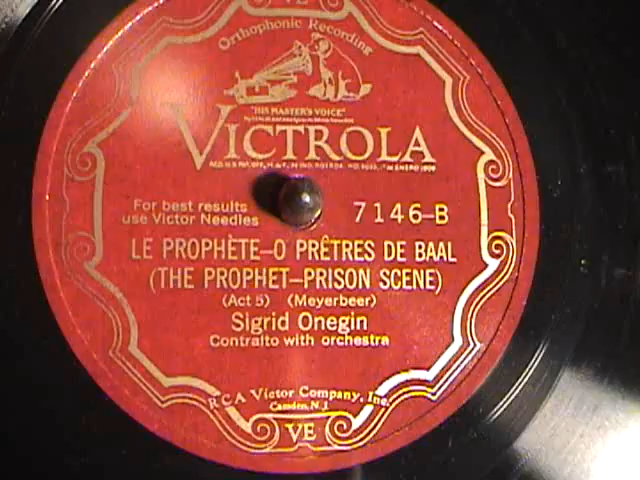 VE
Orthophonic Recording
"HIS MASTER'S VOICE"
VICTROLA
For best results
use Victor Needles
7146-B
LE PROPHÈTE—O PRÊTRES DE BAAL
(THE PROPHET—PRISON SCENE)
(Act 5) (Meyerbeer)
Sigrid Onegin
Contralto with orchestra
RCA Victor Company, Inc.
Camden, N.J.
VE